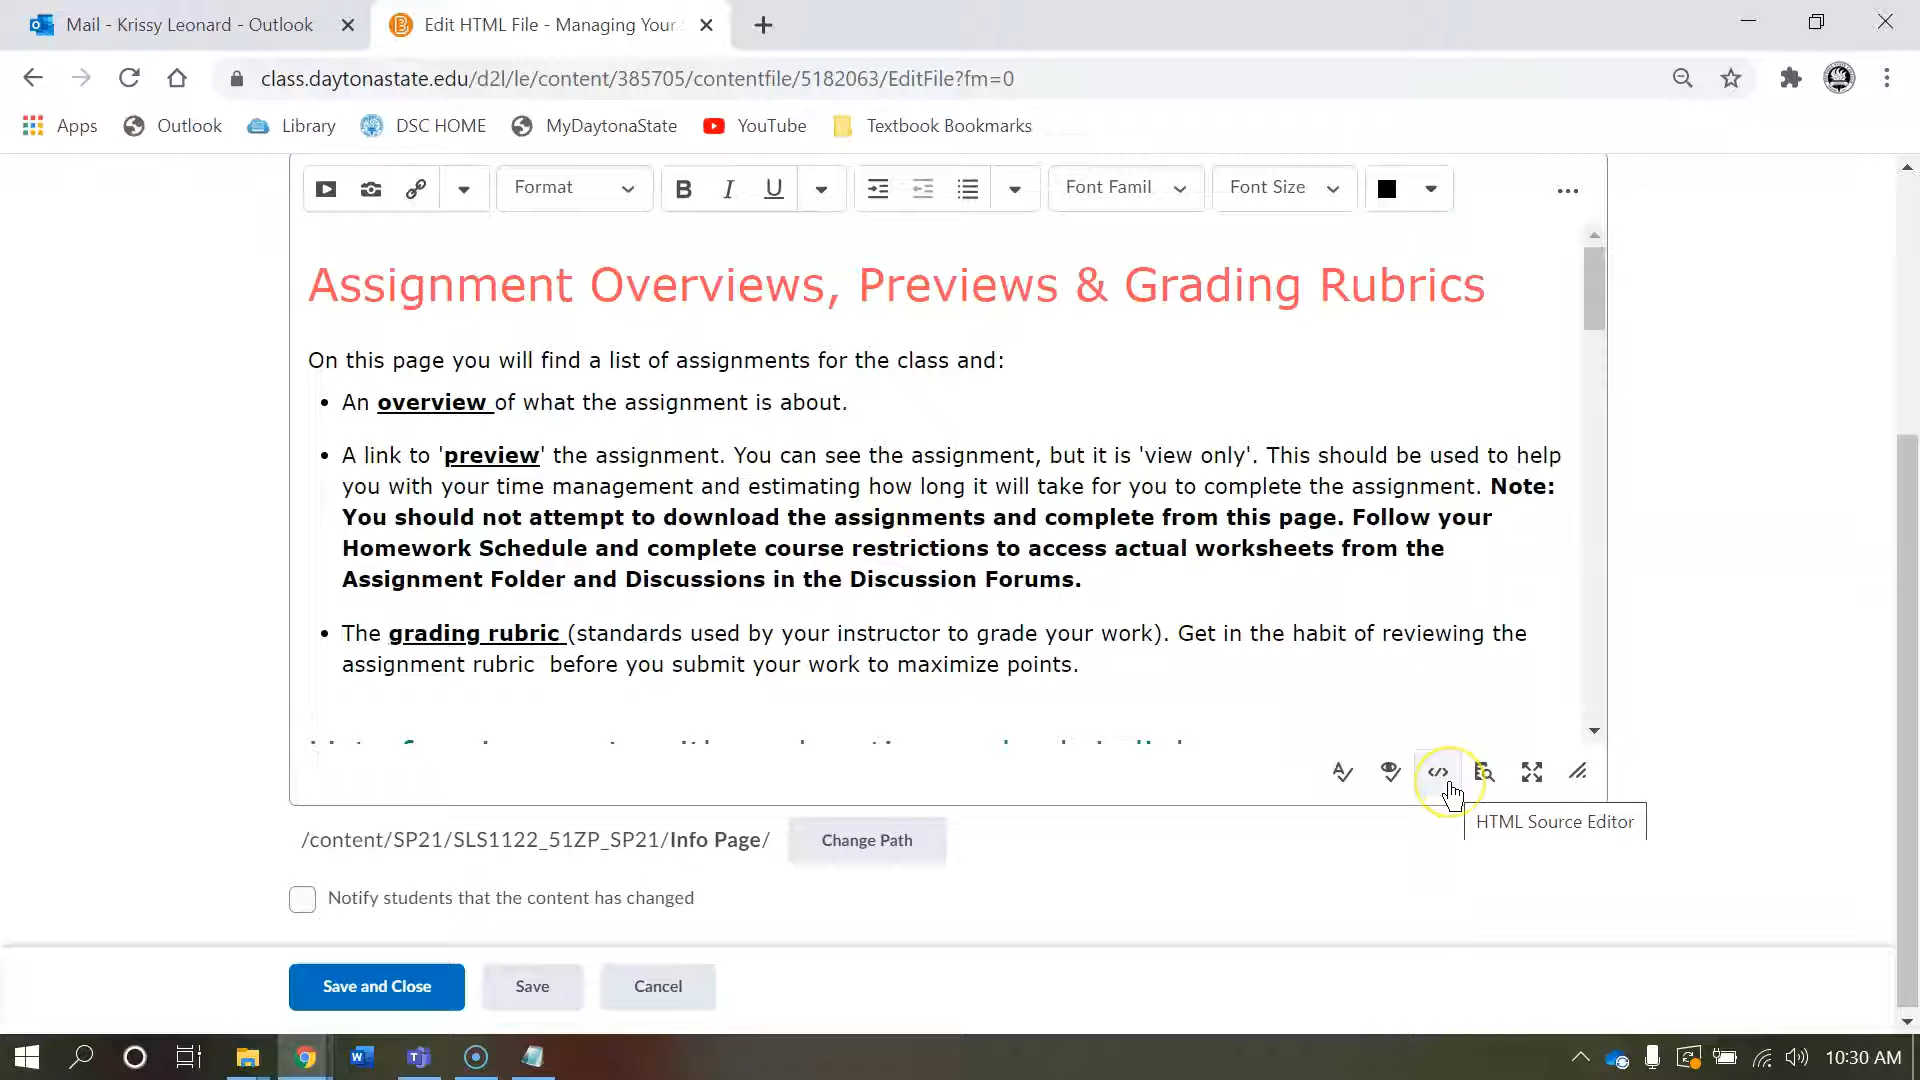 Mail - Krissy Leonard - Outlook
Edit HTML File - Managing Your
class.daytonastate.edu/d2l/le/content/385705/contentfile/5182063/EditFile?fm=0
Apps Outlook Library DSC HOME MyDaytonaState YouTube Textbook Bookmarks
Format B I U Font Famil Font Size
Assignment Overviews, Previews & Grading Rubrics
On this page you will find a list of assignments for the class and:
• An overview of what the assignment is about.
• A link to 'preview' the assignment. You can see the assignment, but it is 'view only'. This should be used to help
you with your time management and estimating how long it will take for you to complete the assignment. Note:
You should not attempt to download the assignments and complete from this page. Follow your
Homework Schedule and complete course restrictions to access actual worksheets from the
Assignment Folder and Discussions in the Discussion Forums.
• The grading rubric (standards used by your instructor to grade your work). Get in the habit of reviewing the
assignment rubric before you submit your work to maximize points.
HTML Source Editor
/content/SP21/SLS1122_51ZP_SP21/Info Page/ Change Path
Notify students that the content has changed
Save and Close Save Cancel
10:30 AM